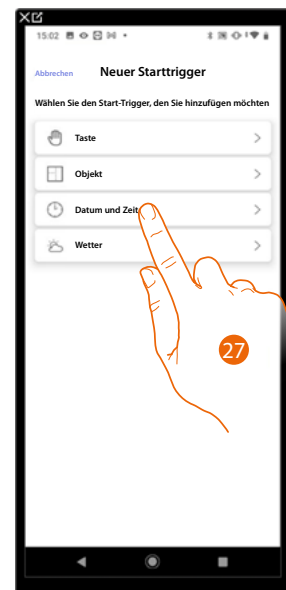 15:02
Abbrechen Neuer Starttrigger
Wählen Sie den Start-Trigger, den Sie hinzufügen möchten
Taste
Objekt
Datum und Zeit
Wetter
27